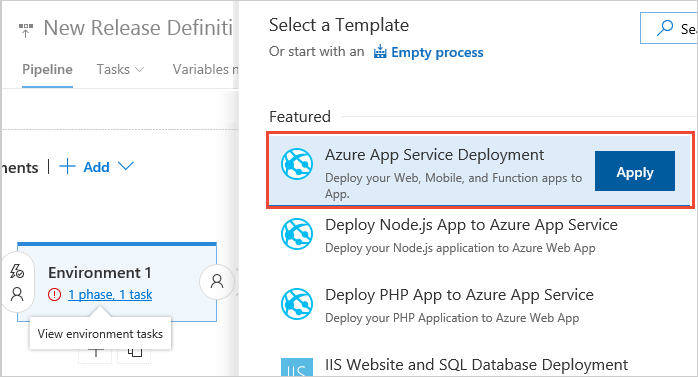 New Release Definiti
Pipeline
Tasks
Variables
ments
Add
Environment 1
1 phase, 1 task
View environment tasks
Select a Template
Or start with an Empty process
Sea
Featured
Azure App Service Deployment
Deploy your Web, Mobile, and Function apps to
App.
Apply
Deploy Node.js App to Azure App Service
Deploy your Node.js application to Azure Web App
Deploy PHP App to Azure App Service
Deploy your PHP Application to Azure Web App
IIS
IIS Website and SQL Database Deployment